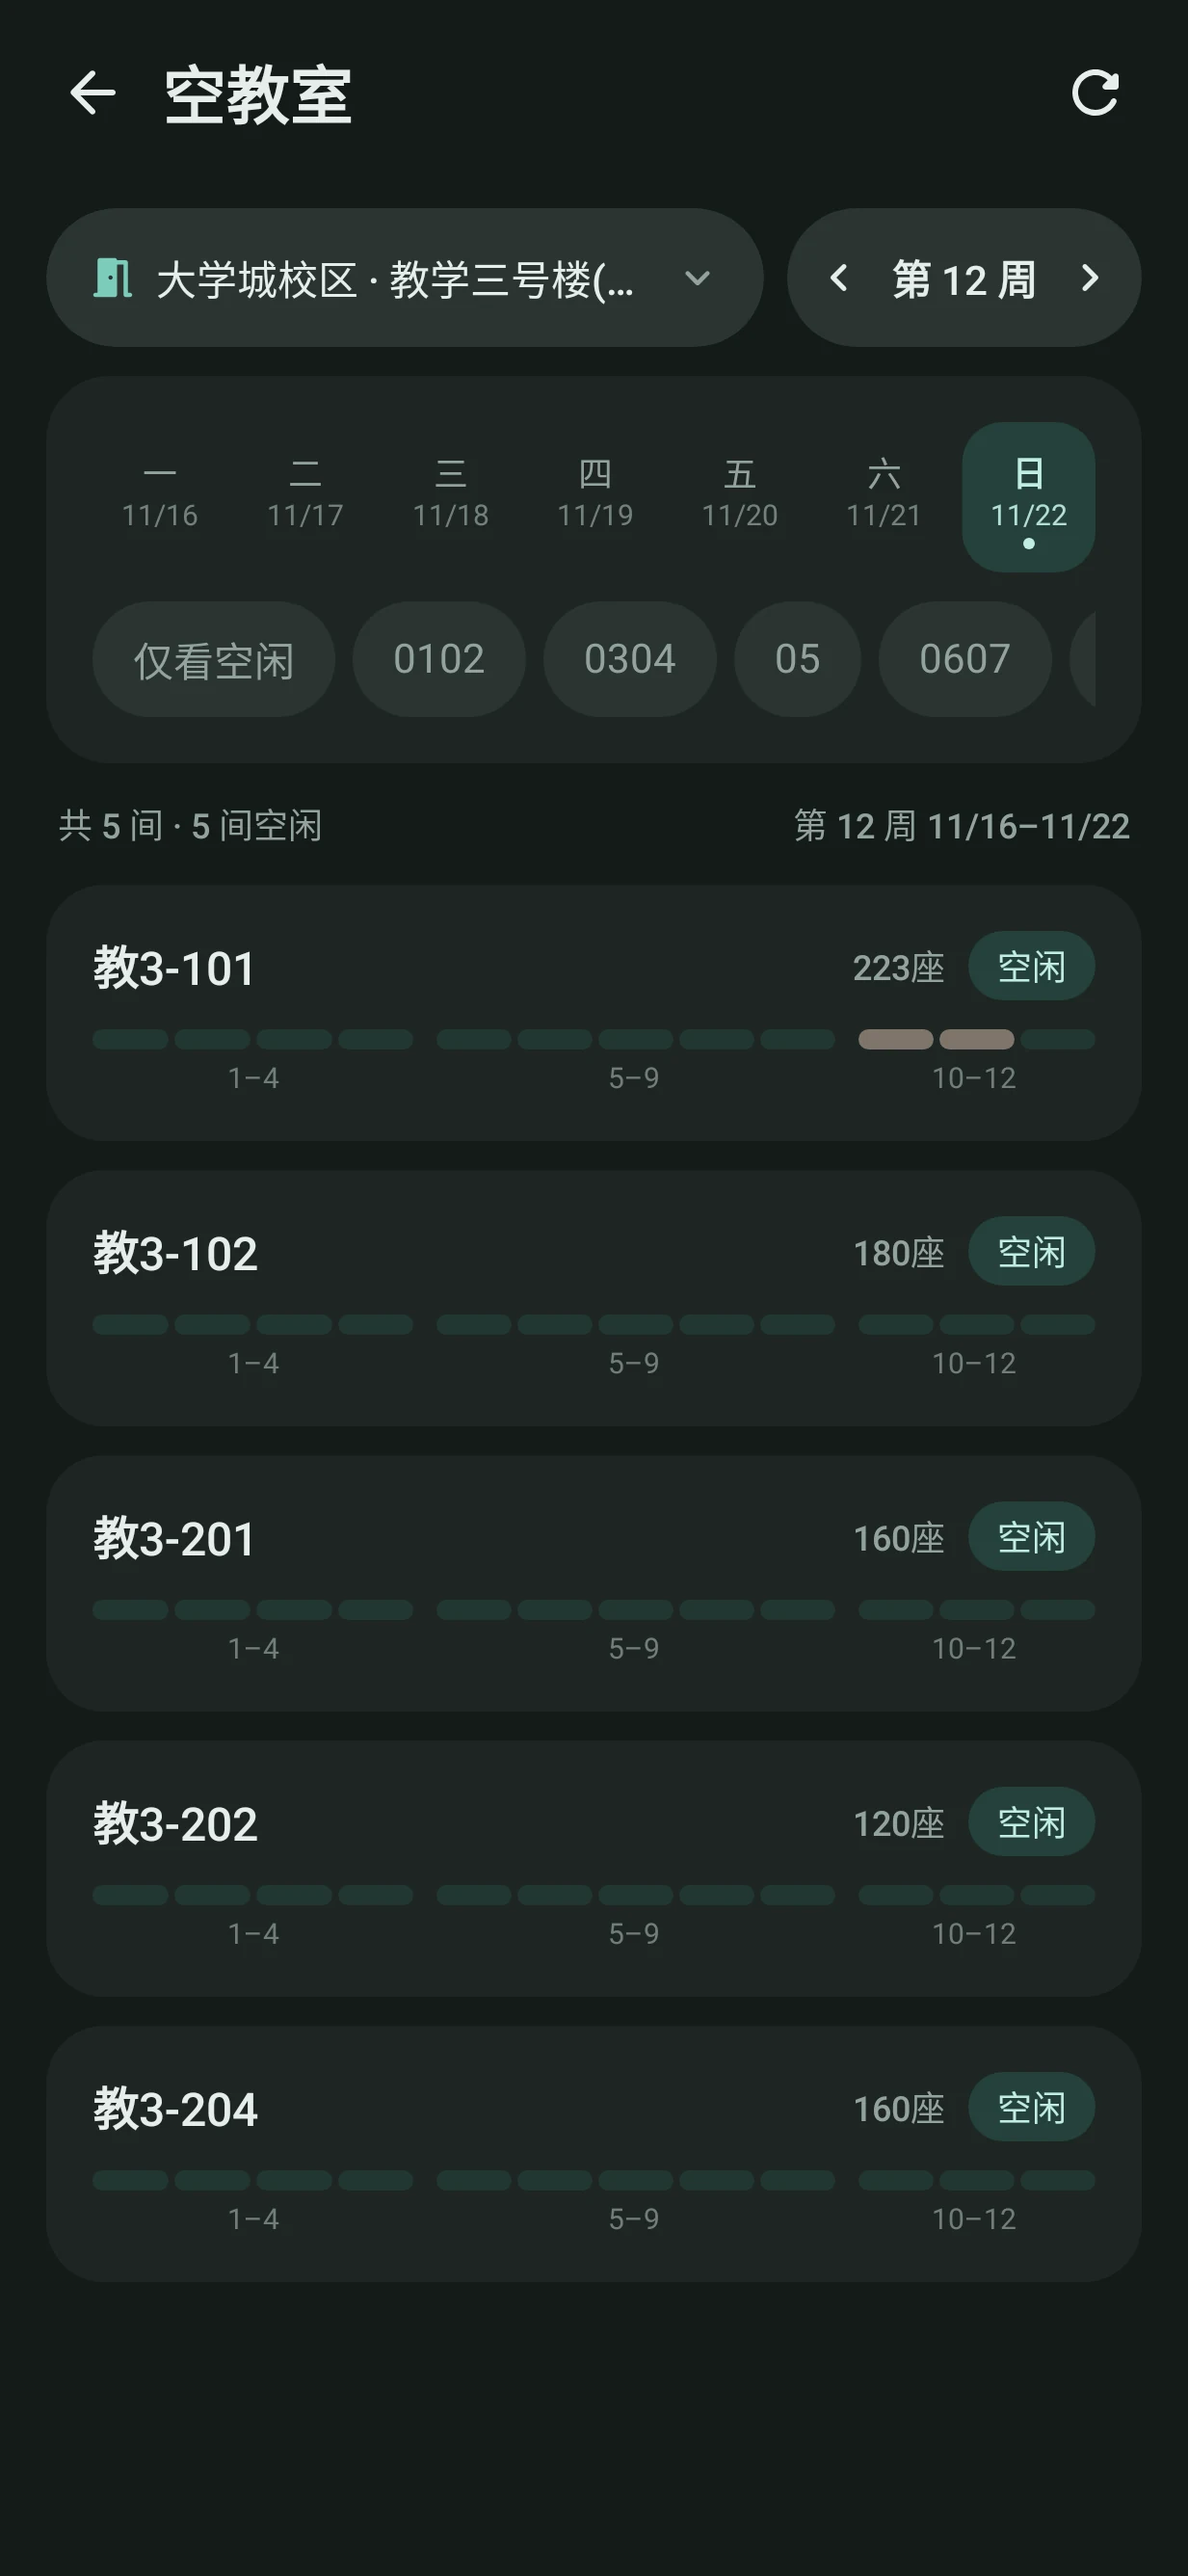 空教室
大学城校区 · 教学三号楼(...
第 12 周
一 二 三 四 五 六 日
11/16 11/17 11/18 11/19 11/20 11/21 11/22
仅看空闲 0102 0304 05 0607
共 5 间 · 5 间空闲
第 12 周 11/16–11/22
教3-101
223座 空闲
1–4 5–9 10–12
教3-102
180座 空闲
1–4 5–9 10–12
教3-201
160座 空闲
1–4 5–9 10–12
教3-202
120座 空闲
1–4 5–9 10–12
教3-204
160座 空闲
1–4 5–9 10–12